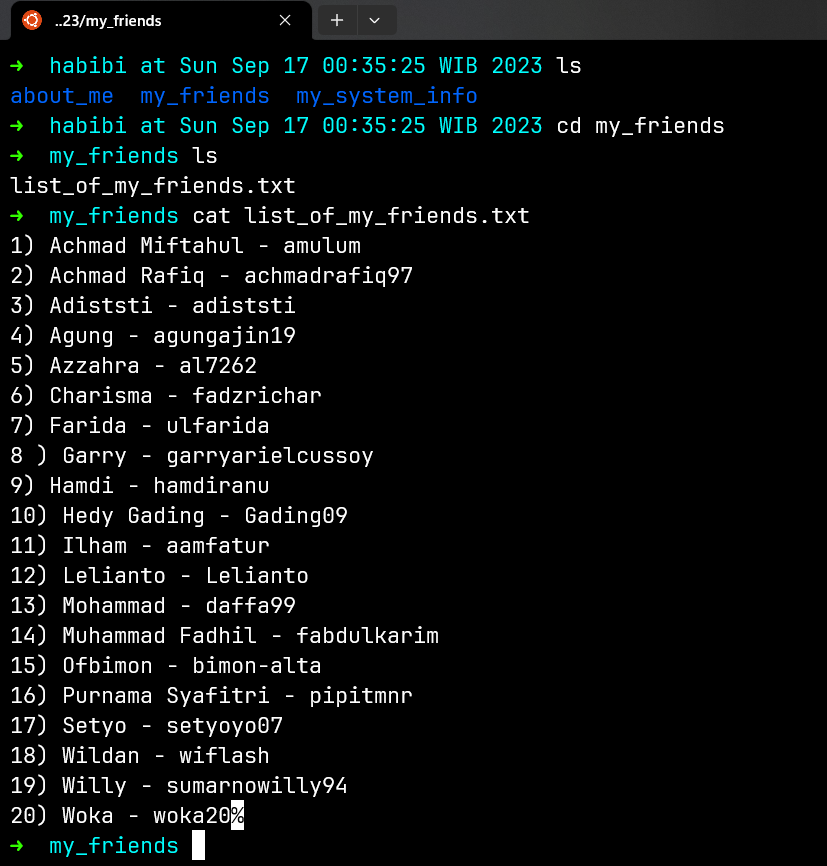 ..23/my_friends
➜ habibi at Sun Sep 17 00:35:25 WIB 2023 ls
about_me my_friends my_system_info
➜ habibi at Sun Sep 17 00:35:25 WIB 2023 cd my_friends
➜ my_friends ls
list_of_my_friends.txt
➜ my_friends cat list_of_my_friends.txt
1) Achmad Miftahul - amulum
2) Achmad Rafiq - achmadrafiq97
3) Adiststi - adiststi
4) Agung - agungajin19
5) Azzahra - al7262
6) Charisma - fadzrichar
7) Farida - ulfarida
8 ) Garry - garryarielcussoy
9) Hamdi - hamdiranu
10) Hedy Gading - Gading09
11) Ilham - aamfatur
12) Lelianto - Lelianto
13) Mohammad - daffa99
14) Muhammad Fadhil - fabdulkarim
15) Ofbimon - bimon-alta
16) Purnama Syafitri - pipitmnr
17) Setyo - setyoyo07
18) Wildan - wiflash
19) Willy - sumarnowilly94
20) Woka - woka20%
➜ my_friends